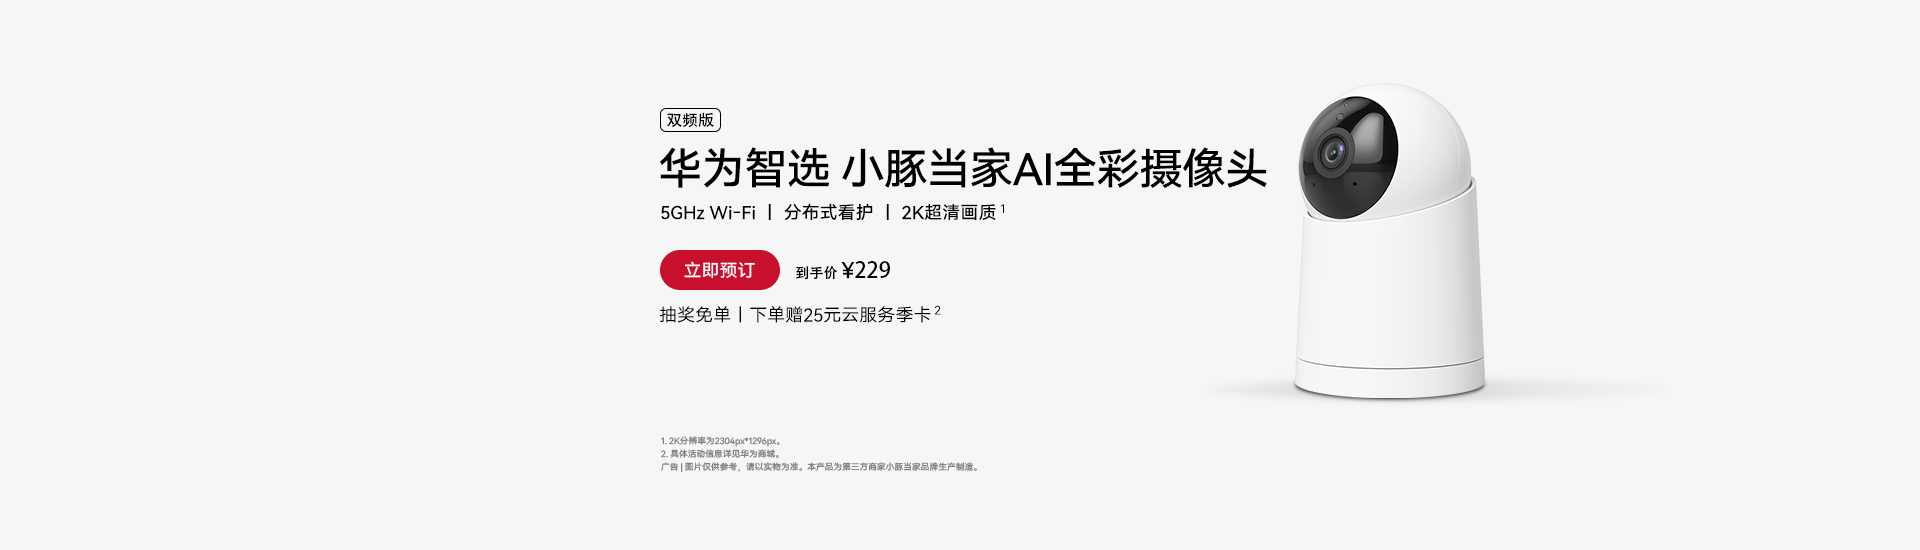 双频版
华为智选 小豚当家AI全彩摄像头
5GHz Wi-Fi | 分布式看护 | 2K超清画质1
立即预订 到手价 ¥229
抽奖免单 | 下单赠25元云服务季卡2
1. 2K分辨率为2304px*1296px。
2. 具体活动信息详见华为商城。
广告 | 图片仅供参考，请以实物为准。本产品为第三方商家小豚当家品牌生产制造。